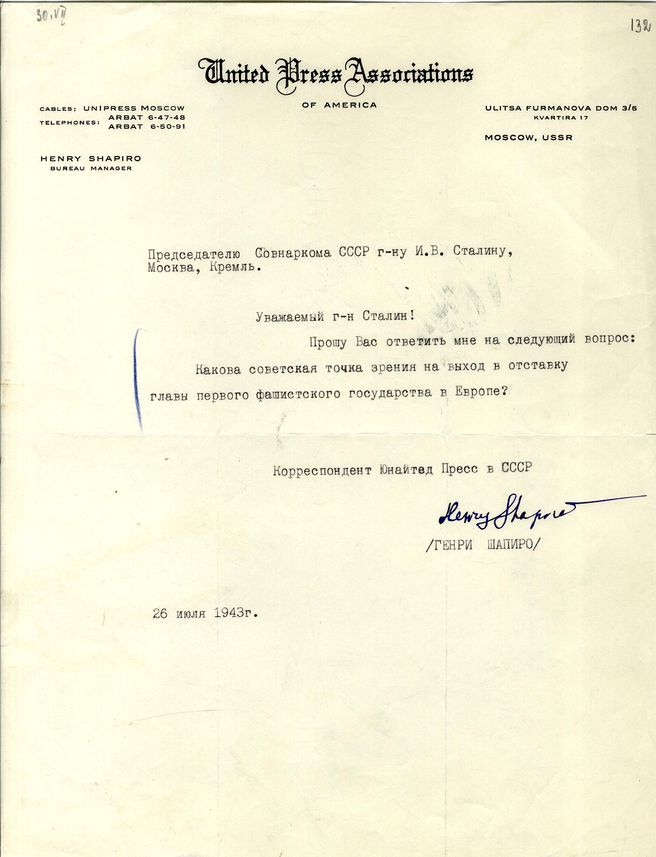 30.VII
132
United Press Associations
OF AMERICA
CABLES: UNIPRESS MOSCOW
TELEPHONES: ARBAT 6-47-48
ARBAT 6-50-91
ULITSA FURMANOVA DOM 3/5
KVARTIRA 17
MOSCOW, USSR
HENRY SHAPIRO
BUREAU MANAGER
Председателю Совнаркома СССР г-ну И.В. Сталину,
Москва, Кремль.
Уважаемый г-н Сталин!
Прошу Вас ответить мне на следующий вопрос:
Какова советская точка зрения на выход в отставку
главы первого фашистского государства в Европе?
Корреспондент Юнайтед Пресс в СССР
Henry Shapiro
/ГЕНРИ ШАПИРО/
26 июля 1943г.